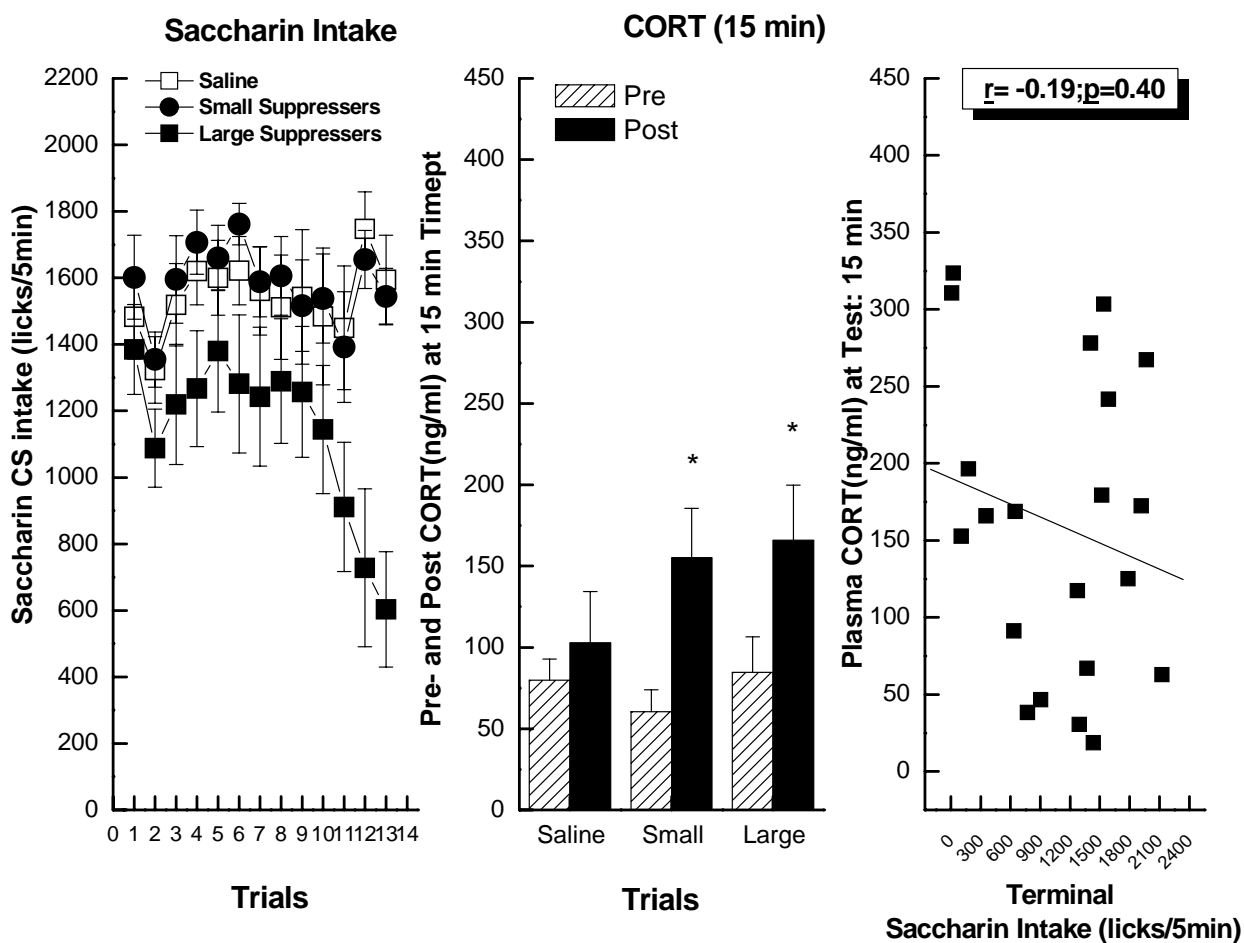 Saccharin Intake
Saline
Small Suppressers
Large Suppressers
Saccharin CS intake (licks/5min)
2200
2000
1800
1600
1400
1200
1000
800
600
400
200
0
0 1 2 3 4 5 6 7 8 9 10 11 12 13 14
Trials
CORT (15 min)
Pre
Post
Pre- and Post CORT(ng/ml) at 15 min Timept
450
400
350
300
250
200
150
100
50
0
*
*
Saline Small Large
Trials
r= -0.19;p=0.40
Plasma CORT(ng/ml) at Test: 15 min
450
400
350
300
250
200
150
100
50
0
0 300 600 900 1200 1500 1800 2100 2400
Terminal
Saccharin Intake (licks/5min)